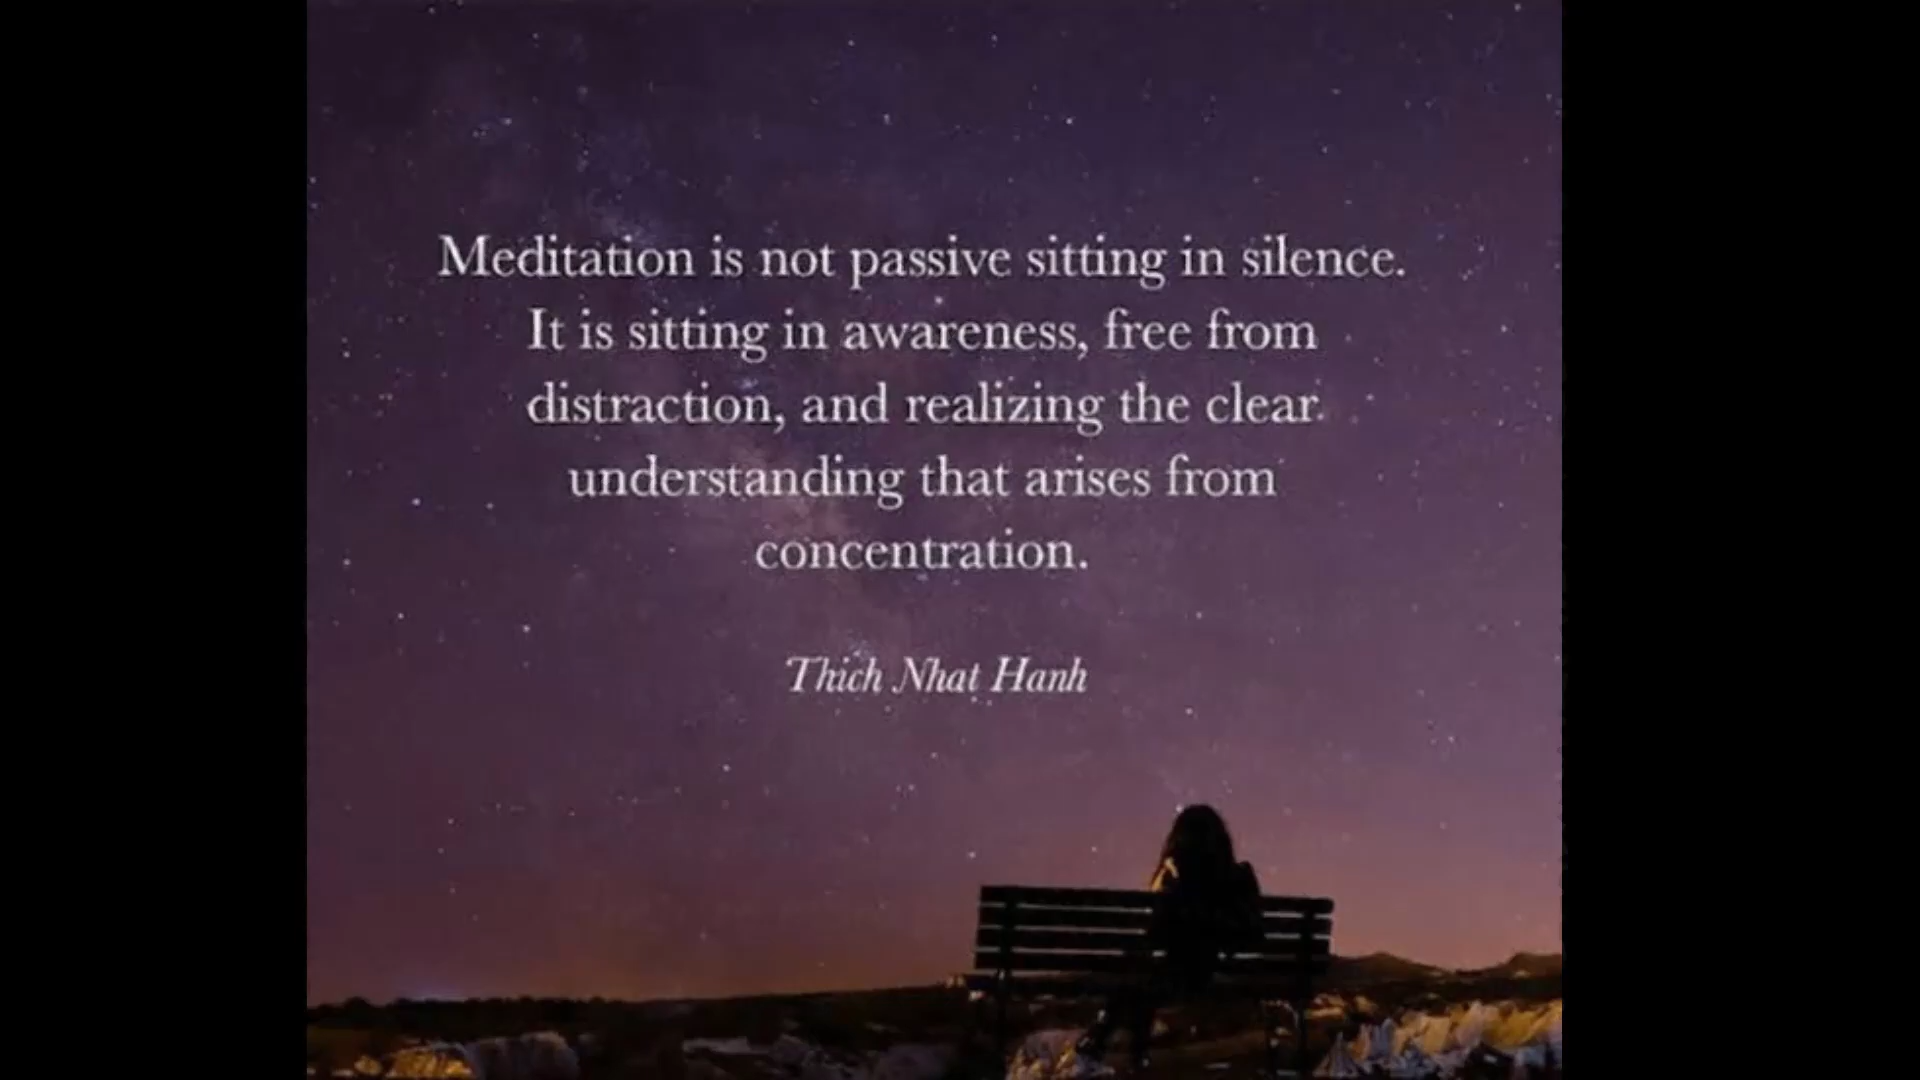 Meditation is not passive sitting in silence.
It is sitting in awareness, free from
distraction, and realizing the clear
understanding that arises from
concentration.
Thich Nhat Hanh